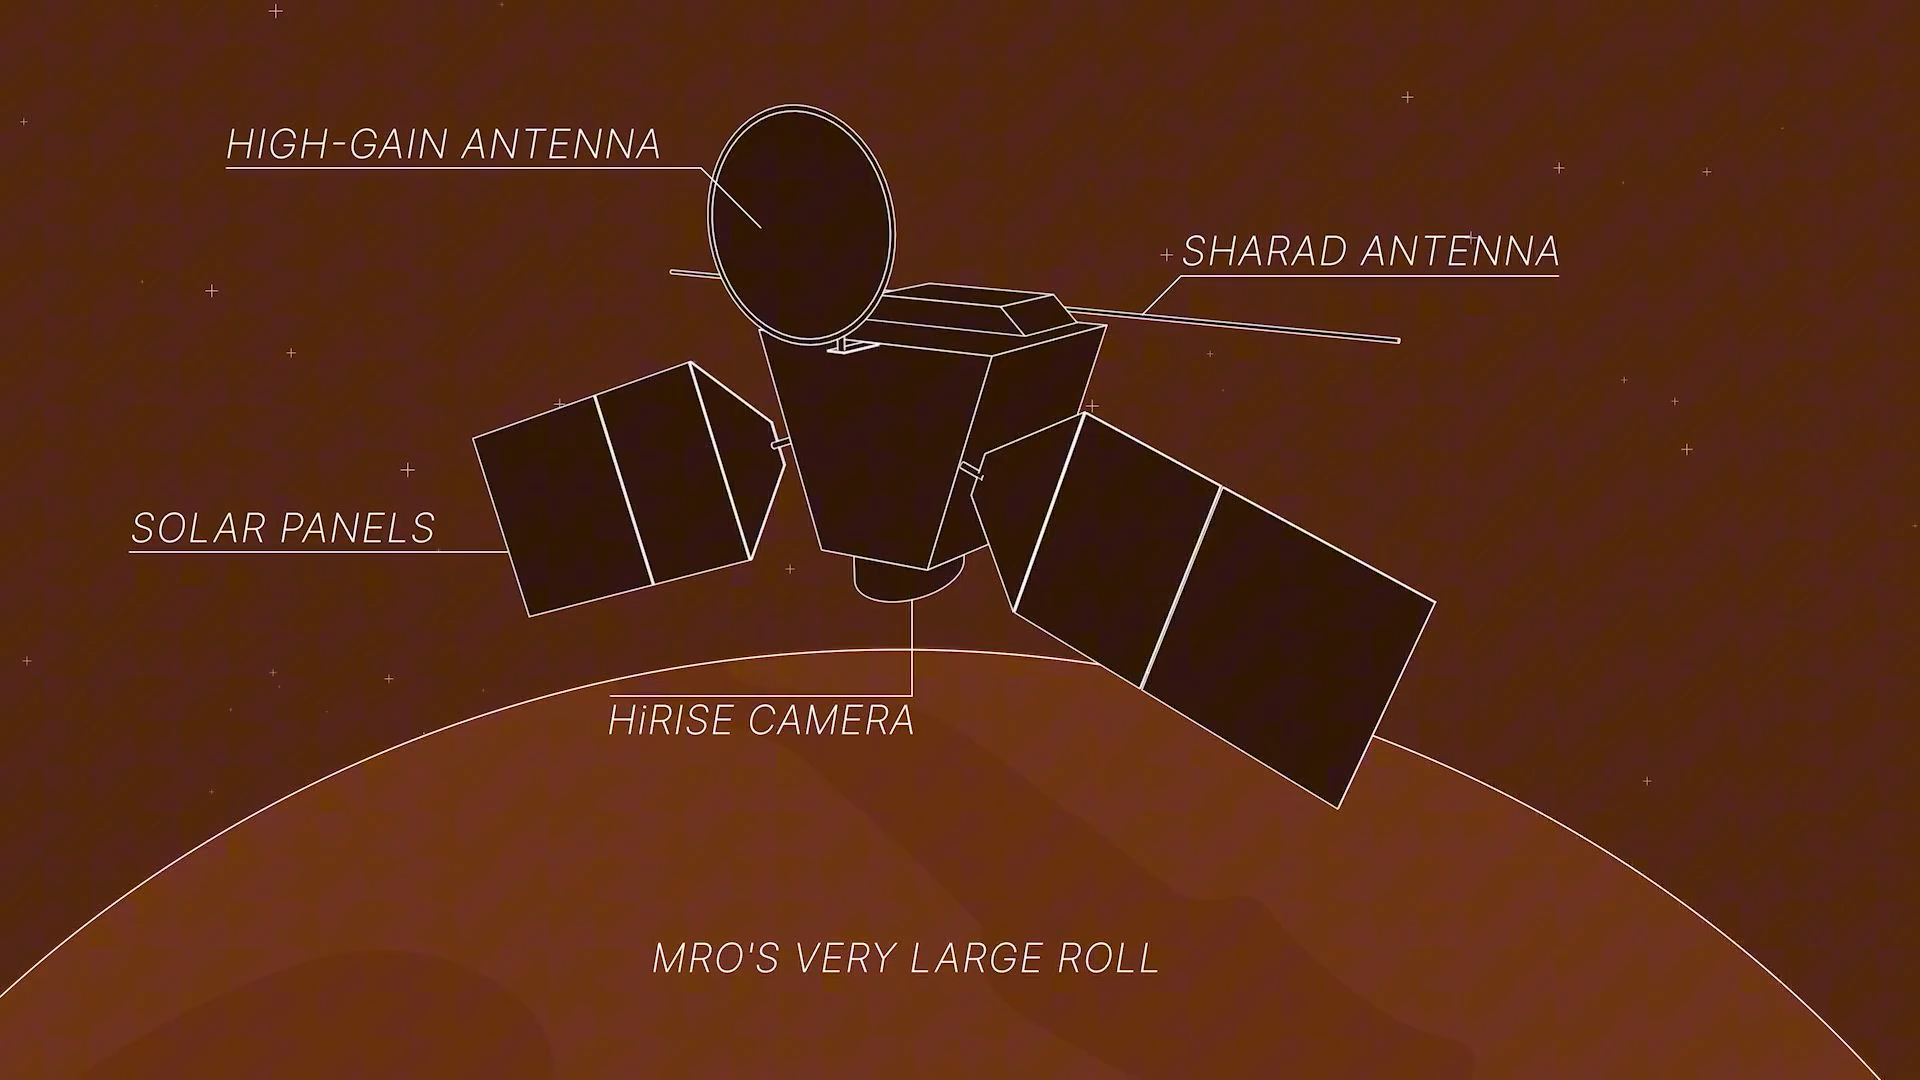 HIGH-GAIN ANTENNA
SHARAD ANTENNA
SOLAR PANELS
HiRISE CAMERA
MRO'S VERY LARGE ROLL